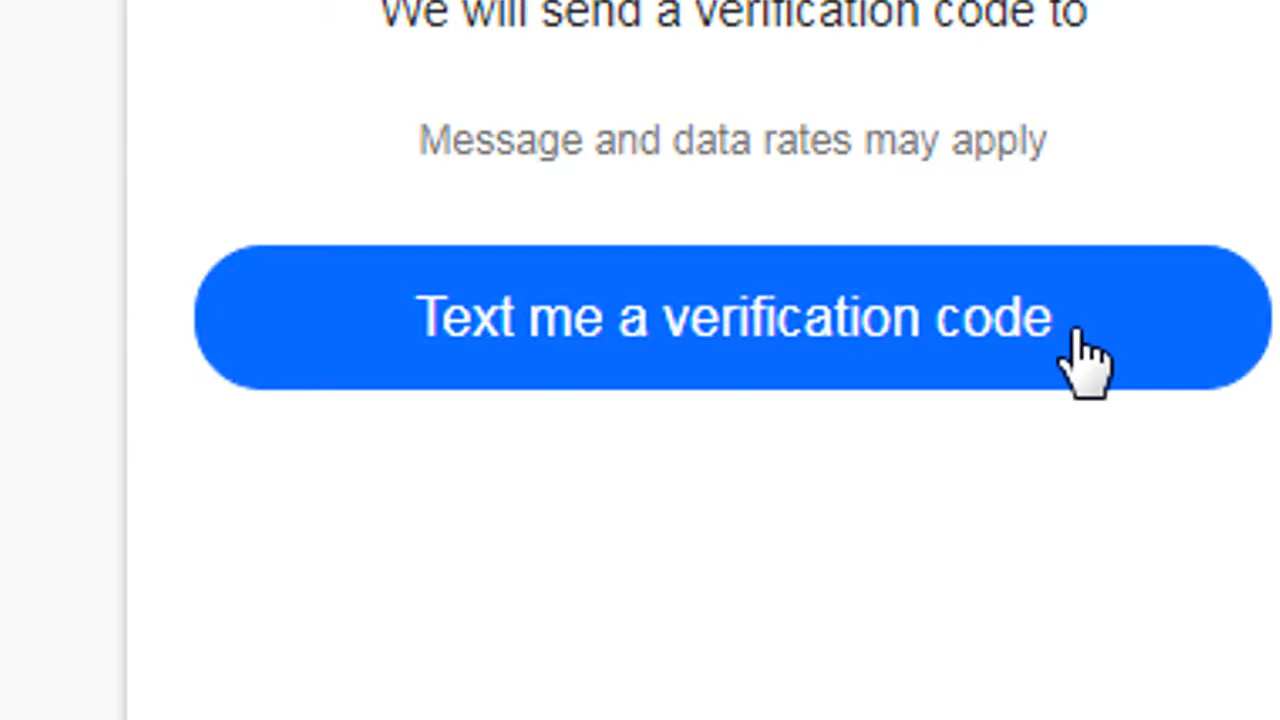 We will send a verification code to
Message and data rates may apply
Text me a verification code